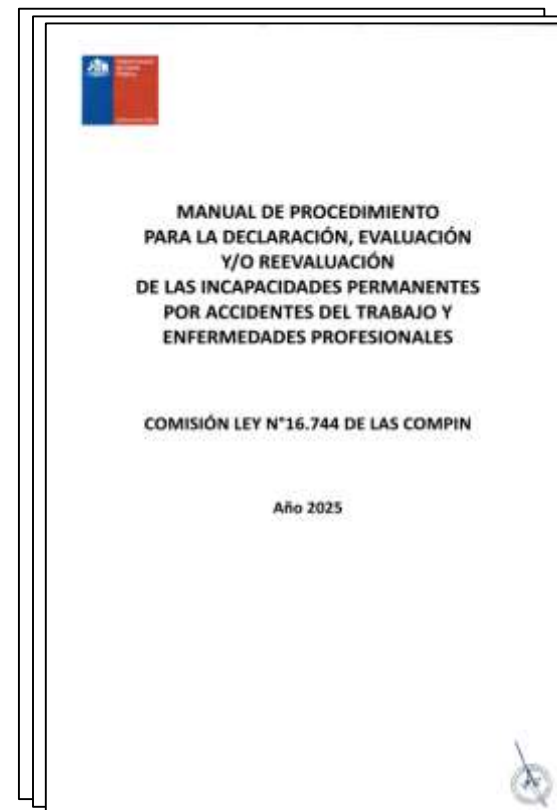 MANUAL DE PROCEDIMIENTO
PARA LA DECLARACIÓN, EVALUACIÓN
Y/O REEVALUACIÓN
DE LAS INCAPACIDADES PERMANENTES
POR ACCIDENTES DEL TRABAJO Y
ENFERMEDADES PROFESIONALES
COMISIÓN LEY N°16.744 DE LAS COMPIN
Año 2025